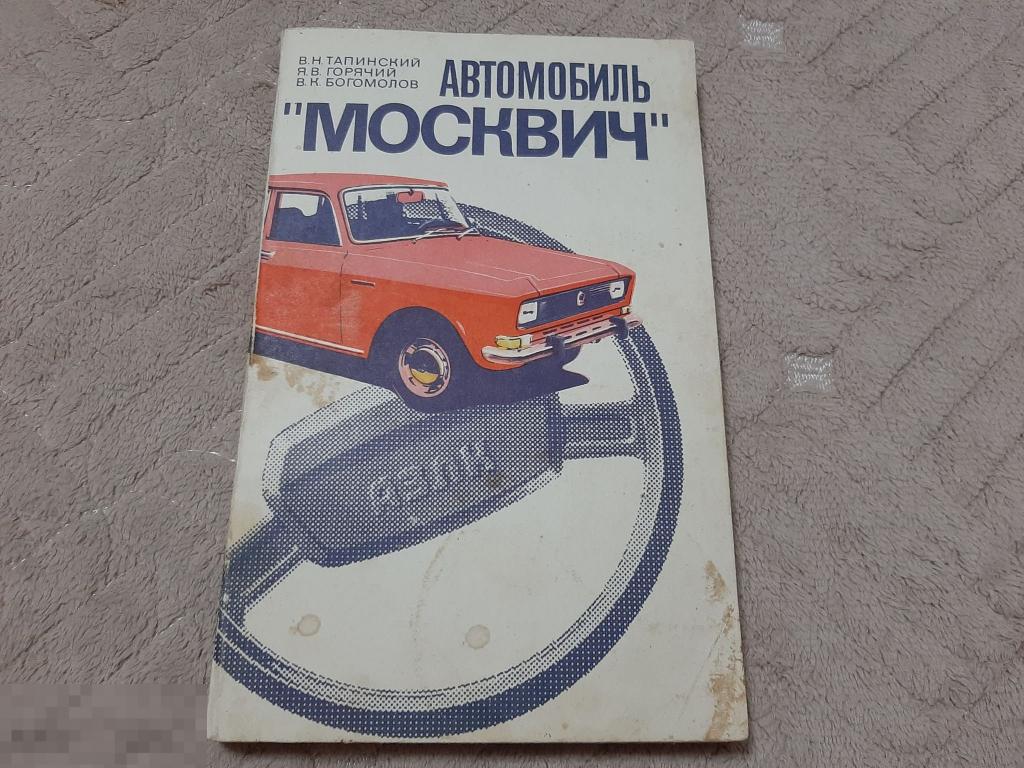 В.Н.ТАПИНСКИЙ
Я.В. ГОРЯЧИЙ
В.К. БОГОМОЛОВ
АВТОМОБИЛЬ
"МОСКВИЧ"